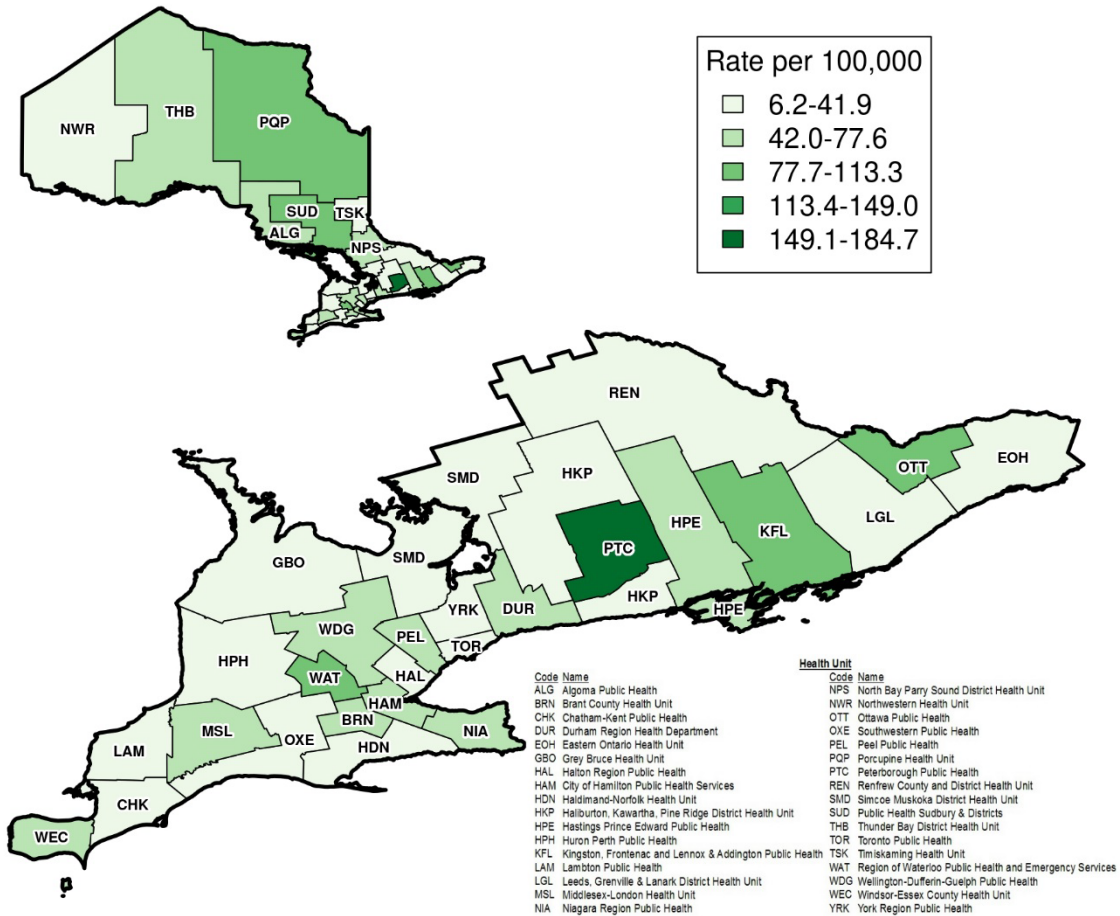 Rate per 100,000
6.2-41.9
42.0-77.6
77.7-113.3
113.4-149.0
149.1-184.7
NWR
THB
PQP
SUD
TSK
ALG
NPS
REN
SMD
HKP
OTT
EOH
HPE
KFL
LGL
PTC
GBO
SMD
HKP
HPE
YRK
DUR
WDG
PEL
TOR
HPH
WAT
HAL
HAM
BRN
NIA
MSL
OXE
HDN
LAM
CHK
WEC
Health Unit
Code Name
ALG Algoma Public Health
BRN Brant County Health Unit
CHK Chatham-Kent Public Health
DUR Durham Region Health Department
EOH Eastern Ontario Health Unit
GBO Grey Bruce Health Unit
HAL Halton Region Public Health
HAM City of Hamilton Public Health Services
HDN Haldimand-Norfolk Health Unit
HKP Haliburton, Kawartha, Pine Ridge District Health Unit
HPE Hastings Prince Edward Public Health
HPH Huron Perth Public Health
KFL Kingston, Frontenac and Lennox & Addington Public Health
LAM Lambton Public Health
LGL Leeds, Grenville & Lanark District Health Unit
MSL Middlesex-London Health Unit
NIA Niagara Region Public Health
Code Name
NPS North Bay Parry Sound District Health Unit
NWR Northwestern Health Unit
OTT Ottawa Public Health
OXE Southwestern Public Health
PEL Peel Public Health
PQP Porcupine Health Unit
PTC Peterborough Public Health
REN Renfrew County and District Health Unit
SMD Simcoe Muskoka District Health Unit
SUD Public Health Sudbury & Districts
THB Thunder Bay District Health Unit
TOR Toronto Public Health
TSK Timiskaming Health Unit
WAT Region of Waterloo Public Health and Emergency Services
WDG Wellington-Dufferin-Guelph Public Health
WEC Windsor-Essex County Health Unit
YRK York Region Public Health